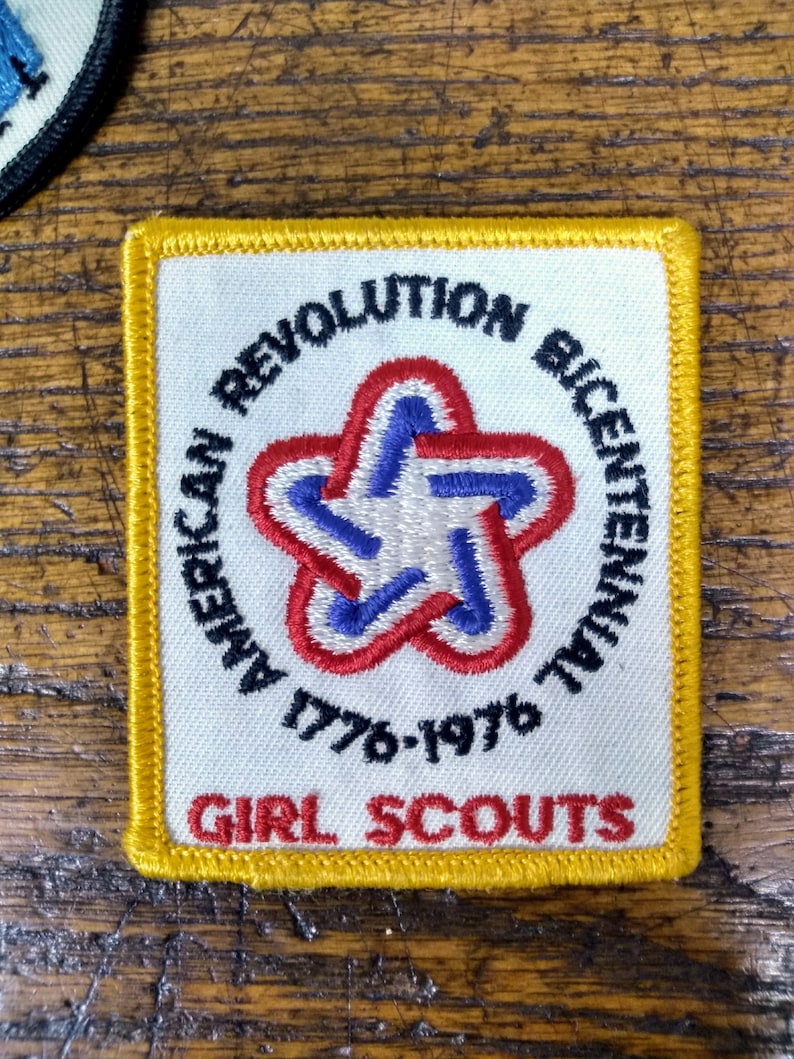 AMERICAN REVOLUTION BICENTENNIAL
1776-1976
GIRL SCOUTS